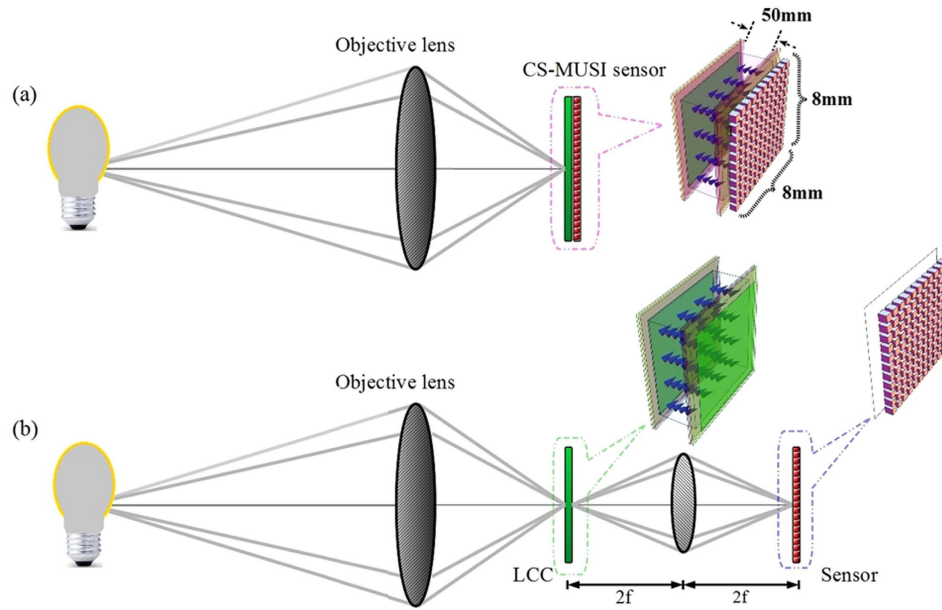 50mm
Objective lens
CS-MUSI sensor
(a)
8mm
8mm
Objective lens
(b)
LCC
2f
2f
Sensor